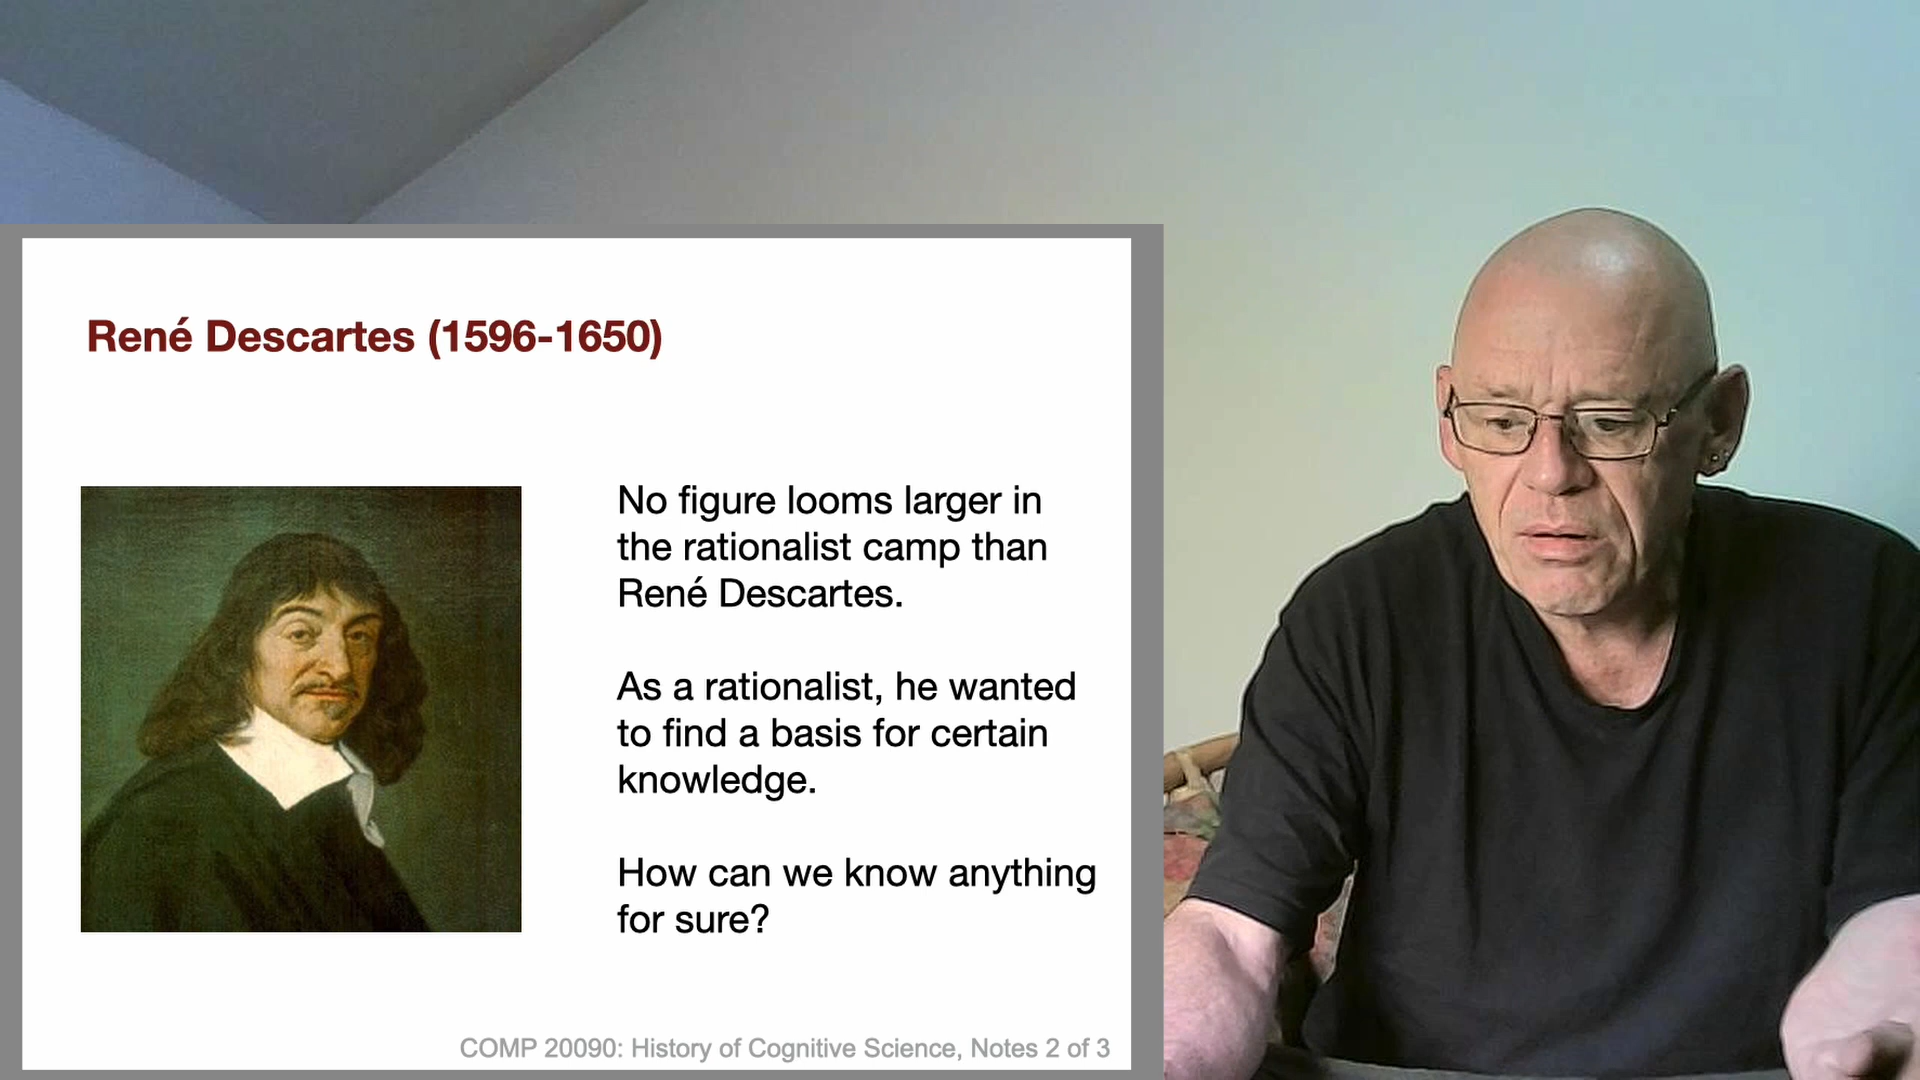 René Descartes (1596-1650)
No figure looms larger in
the rationalist camp than
René Descartes.
As a rationalist, he wanted
to find a basis for certain
knowledge.
How can we know anything
for sure?
COMP 20090: History of Cognitive Science, Notes 2 of 3